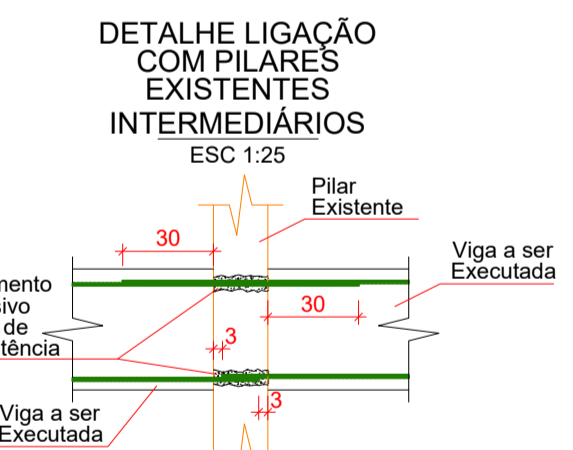 DETALHE LIGAÇÃO
COM PILARES
EXISTENTES
INTERMEDIÁRIOS
ESC 1:25
Pilar
Existente
30
Viga a ser
Executada
de
30
3
3
Viga a ser
Executada